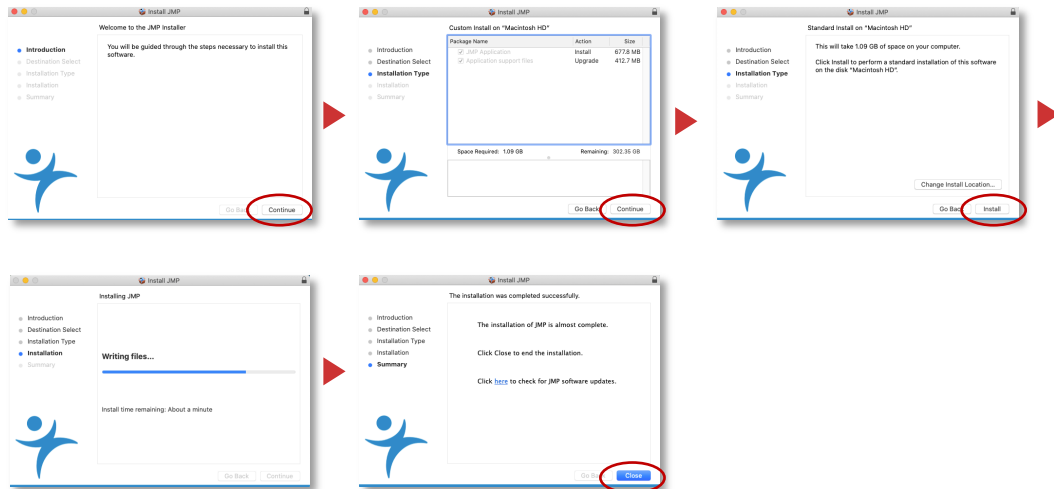 Install JMP
Welcome to the JMP Installer
Introduction
Destination Select
Installation Type
Installation
Summary
You will be guided through the steps necessary to install this
software.
Go Back
Continue
Install JMP
Custom Install on "Macintosh HD"
Introduction
Destination Select
Installation Type
Installation
Summary
Package Name Action Size
JMP Application Install 677.8 MB
Application support files Upgrade 412.7 MB
Space Required: 1.09 GB Remaining: 302.35 GB
Go Back Continue
Install JMP
Standard Install on "Macintosh HD"
Introduction
Destination Select
Installation Type
Installation
Summary
This will take 1.09 GB of space on your computer.
Click Install to perform a standard installation of this software
on the disk "Macintosh HD".
Change Install Location...
Go Back Install
Install JMP
Installing JMP
Introduction
Destination Select
Installation Type
Installation
Summary
Writing files...
Install time remaining: About a minute
Go Back Continue
Install JMP
The installation was completed successfully.
Introduction
Destination Select
Installation Type
Installation
Summary
The installation of JMP is almost complete.
Click Close to end the installation.
Click here to check for JMP software updates.
Go Back Close